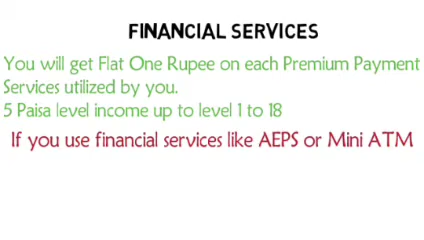 FINANCIAL SERVICES
You will get Flat One Rupee on each Premium Payment
Services utilized by you.
5 Paisa level income up to level 1 to 18
If you use financial services like AEPS or Mini ATM